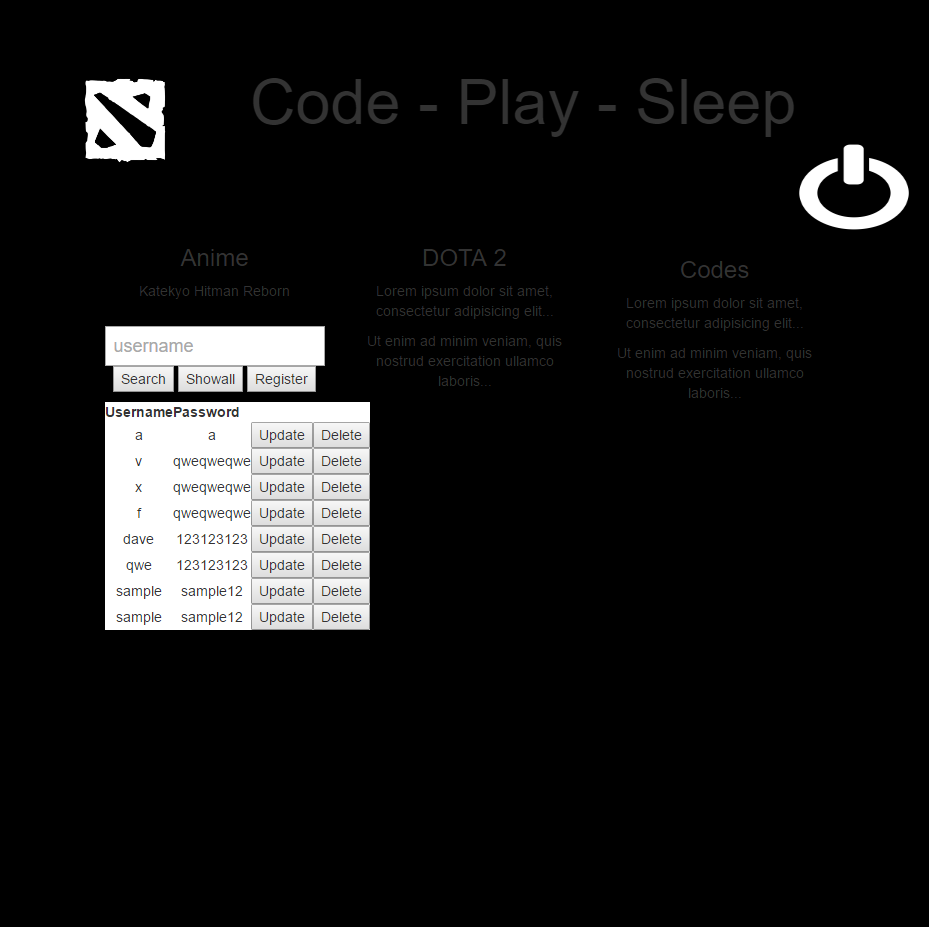 Code - Play - Sleep
Anime
Katekyo Hitman Reborn
username
Search Showall Register
UsernamePassword
a a Update Delete
v qweqweqwe Update Delete
x qweqweqwe Update Delete
f qweqweqwe Update Delete
dave 123123123 Update Delete
qwe 123123123 Update Delete
sample sample12 Update Delete
sample sample12 Update Delete
DOTA 2
Lorem ipsum dolor sit amet,
consectetur adipisicing elit...
Ut enim ad minim veniam, quis
nostrud exercitation ullamco
laboris...
Codes
Lorem ipsum dolor sit amet,
consectetur adipisicing elit...
Ut enim ad minim veniam, quis
nostrud exercitation ullamco
laboris...